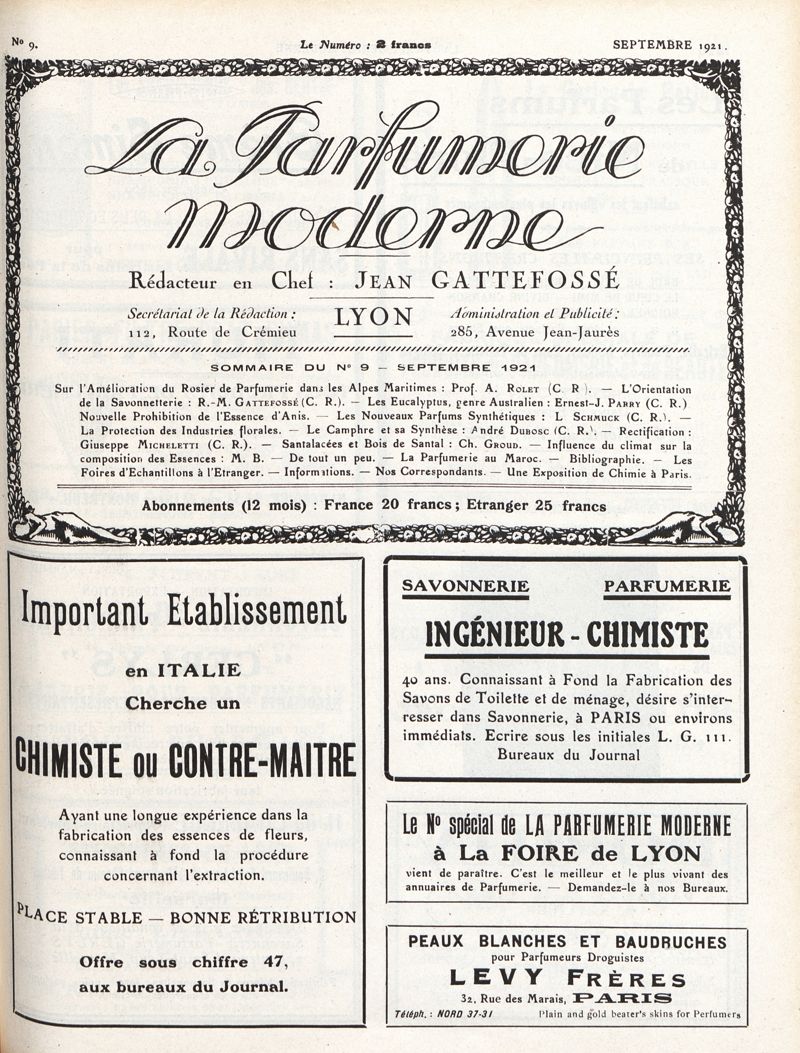 Nº 9.
Le Numéro : 2 francs
SEPTEMBRE 1921.
La Parfumerie
moderne
Rédacteur en Chef : JEAN GATTEFOSSÉ
Secrétariat de la Rédaction :
112, Route de Crémieu
LYON
Administration et Publicité :
285, Avenue Jean-Jaurès
SOMMAIRE DU Nº 9 – SEPTEMBRE 1921
Sur l'Amélioration du Rosier de Parfumerie dans les Alpes Maritimes : Prof. A. ROLET (C. R ). — L'Orientation
de la Savonnetterie : R.-M. GATTEFOSSÉ (C. R.). — Les Eucalyptus, genre Australien : Ernest-J. PARRY (C. R.)
Nouvelle Prohibition de l'Essence d'Anis. — Les Nouveaux Parfums Synthétiques : L SCHMUCK (C. R.). —
La Protection des Industries florales. — Le Camphre et sa Synthèse : André DUBOSC (C. R.). — Rectification :
Giuseppe MICHELETTI (C. R.). — Santalacées et Bois de Santal : Ch. GROUD. — Influence du climat sur la
composition des Essences : M. B. — De tout un peu. — La Parfumerie au Maroc. — Bibliographie. — Les
Foires d'Echantillons à l'Etranger. — Informations. — Nos Correspondants. — Une Exposition de Chimie à Paris.
Abonnements (12 mois) : France 20 francs ; Etranger 25 francs
Important Etablissement
en ITALIE
Cherche un
CHIMISTE OU CONTRE-MAITRE
Ayant une longue expérience dans la
fabrication des essence de fleurs,
connaissant à fond la procédure
concernant l'extraction.
PLACE STABLE — BONNE RÉTRIBUTION
Offre sous chiffre 47,
aux bureaux du Journal.
SAVONNERIE PARFUMERIE
INGÉNIEUR - CHIMISTE
40 ans. Connaissant à Fond la Fabrication des
Savons de Toilette et de ménage, désire s'inter-
resser dans Savonnerie, à PARIS ou environs
immédiats. Ecrire sous les initiales L. G. 111.
Bureaux du Journal
Le Nº spécial de LA PARFUMERIE MODERNE
à La FOIRE de LYON
vient de paraître. C'est le meilleur et le plus vivant des
annuaires de Parfumerie. — Demandez-le à nos Bureaux.
PEAUX BLANCHES ET BAUDRUCHES
pour Parfumeurs Droguistes
LEVY FRÈRES
32, Rue des Marais, PARIS
Téléph. : NORD 37-31 Plain and gold beater's skins for Perfumers